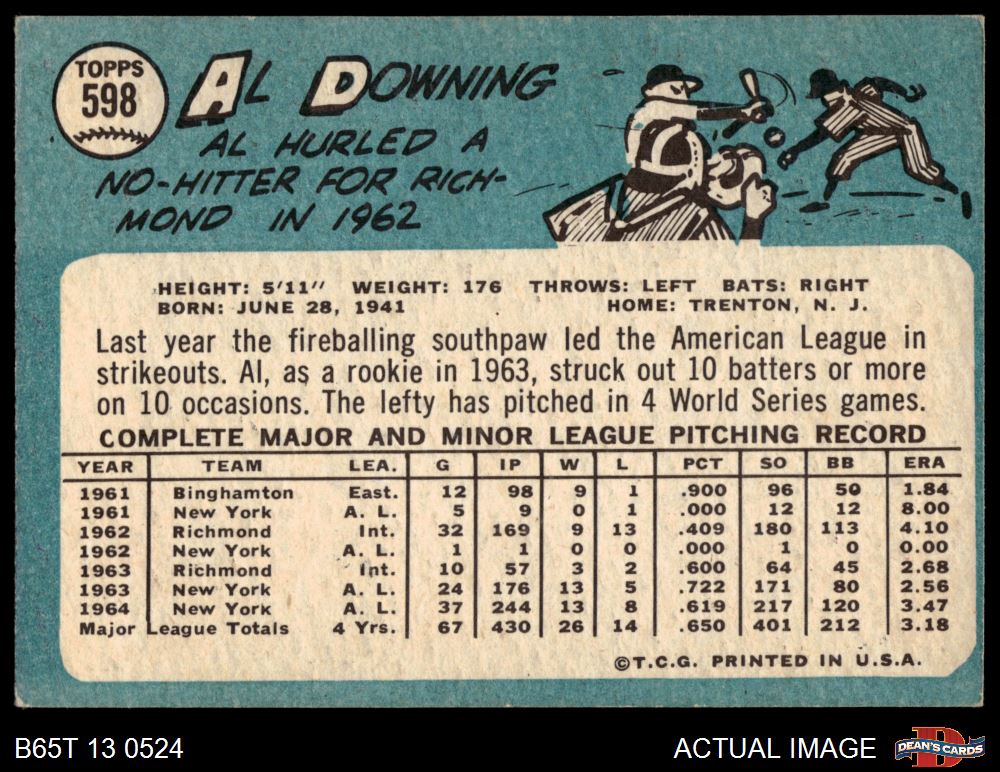 TOPPS
598
AL DOWNING
AL HURLED A
NO-HITTER FOR RICH-
MOND IN 1962
HEIGHT: 5'11" WEIGHT: 176 THROWS: LEFT BATS: RIGHT
BORN: JUNE 28, 1941 HOME: TRENTON, N. J.
Last year the fireballing southpaw led the American League in
strikeouts. Al, as a rookie in 1963, struck out 10 batters or more
on 10 occasions. The lefty has pitched in 4 World Series games.
COMPLETE MAJOR AND MINOR LEAGUE PITCHING RECORD
YEAR TEAM LEA. G IP W L PCT SO BB ERA
1961 Binghamton East. 12 98 9 1 .900 96 50 1.84
1961 New York A. L. 5 9 0 1 .000 12 12 8.00
1962 Richmond Int. 32 169 9 13 .409 180 113 4.10
1962 New York A. L. 1 1 0 0 .000 1 0 0.00
1963 Richmond Int. 10 57 3 2 .600 64 45 2.68
1963 New York A. L. 24 176 13 5 .722 171 80 2.56
1964 New York A. L. 37 244 13 8 .619 217 120 3.47
Major League Totals 4 Yrs. 67 430 26 14 .650 401 212 3.18
©T.C.G. PRINTED IN U.S.A.
B65T 13 0524 ACTUAL IMAGE DEAN'S CARDS